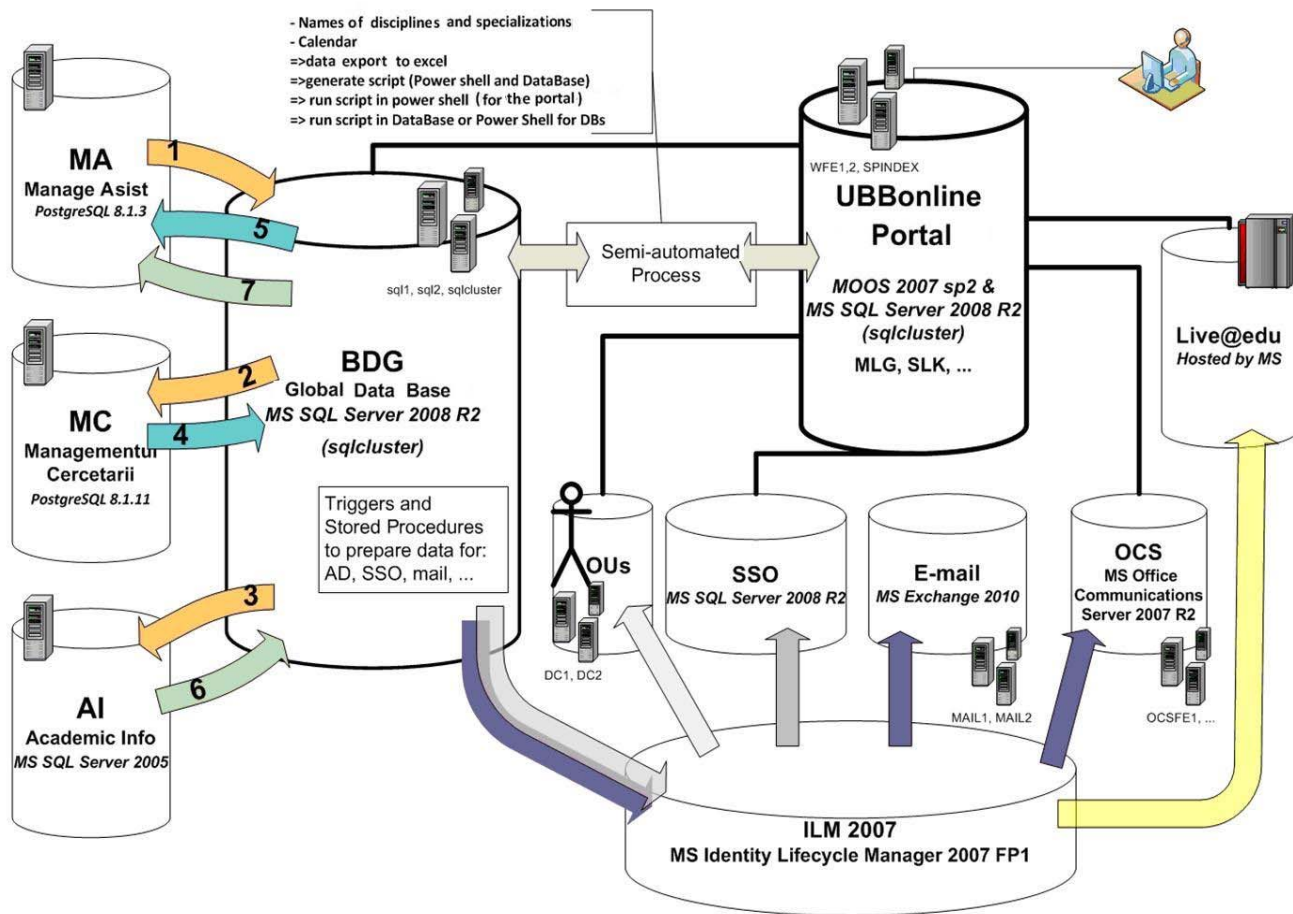 - Names of disciplines and specializations
- Calendar
=>data export to excel
=>generate script (Power shell and DataBase)
=> run script in power shell (for the portal)
=> run script in DataBase or Power Shell for DBs
MA
Manage Asist
PostgreSQL 8.1.3
1
5
7
sql1, sql2, sqlcluster
Semi-automated
Process
WFE1,2, SPINDEX
UBBonline
Portal
MOOS 2007 sp2 &
MS SQL Server 2008 R2
(sqlcluster)
MLG, SLK, ...
Live@edu
Hosted by MS
MC
Managementul
Cercetarii
PostgreSQL 8.1.11
2
4
BDG
Global Data Base
MS SQL Server 2008 R2
(sqlcluster)
Triggers and
Stored Procedures
to prepare data for:
AD, SSO, mail, ...
OUs
DC1, DC2
SSO
MS SQL Server 2008 R2
E-mail
MS Exchange 2010
MAIL1, MAIL2
OCS
MS Office
Communications
Server 2007 R2
OCSFE1, ...
3
6
AI
Academic Info
MS SQL Server 2005
ILM 2007
MS Identity Lifecycle Manager 2007 FP1